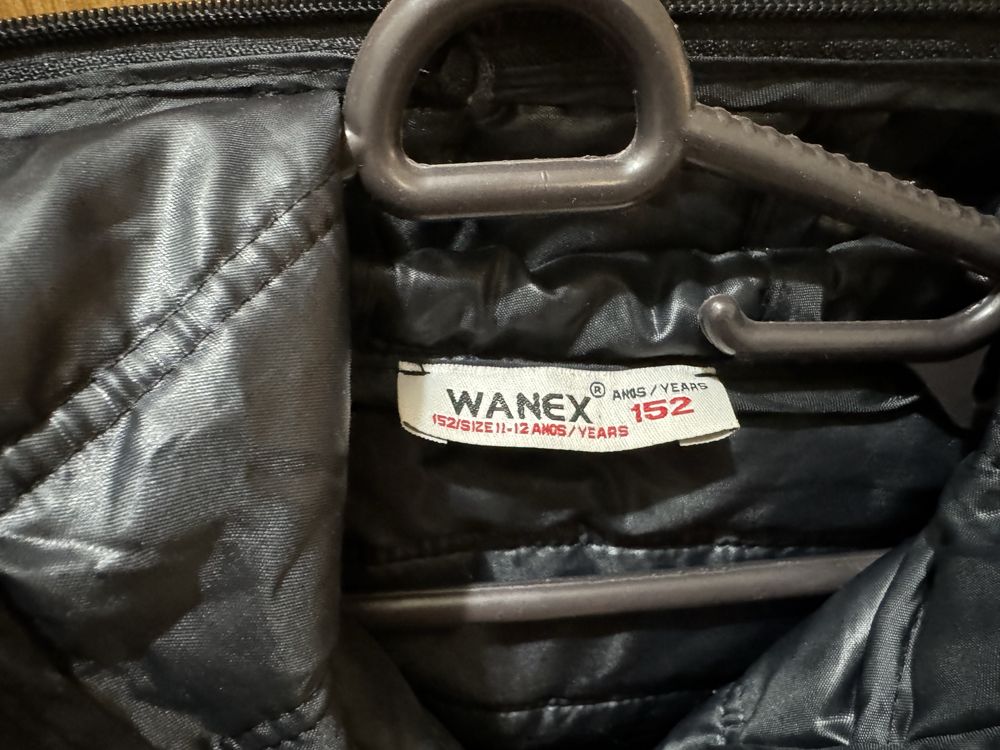 WANEX® ANOS/YEARS 152
152/SIZE 11-12 ANOS/YEARS